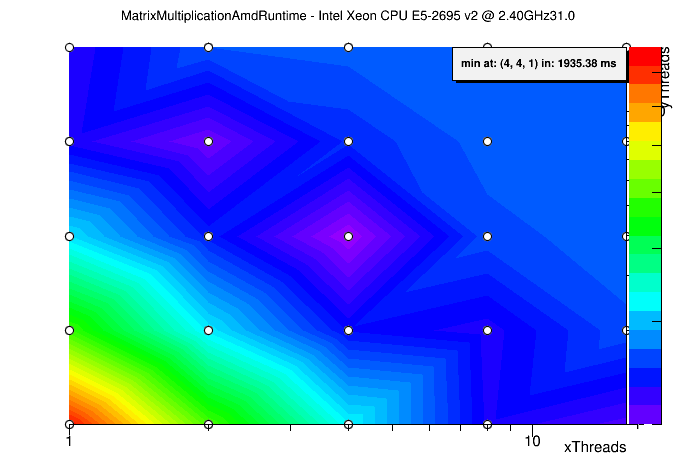 MatrixMultiplicationAmdRuntime - Intel Xeon CPU E5-2695 v2 @ 2.40GHz31.0
min at: (4, 4, 1) in: 1935.38 ms
yThreads
1
10
xThreads